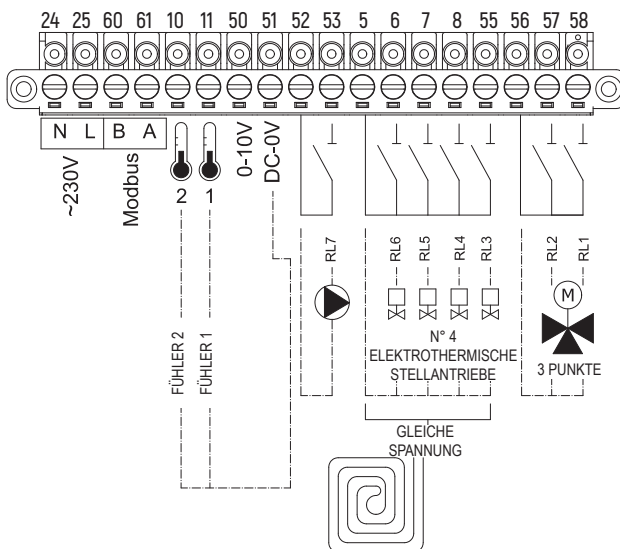 24 25 60 61 10 11 50 51 52 53 5 6 7 8 55 56 57 58
N L B A
~230V
Modbus
2 1
0-10V
DC-0V
RL7
RL6
RL5
RL4
RL3
RL2
RL1
M
FÜHLER 2
FÜHLER 1
N° 4
ELEKTROTHERMISCHE
STELLANTRIEBE
3 PUNKTE
GLEICHE
SPANNUNG